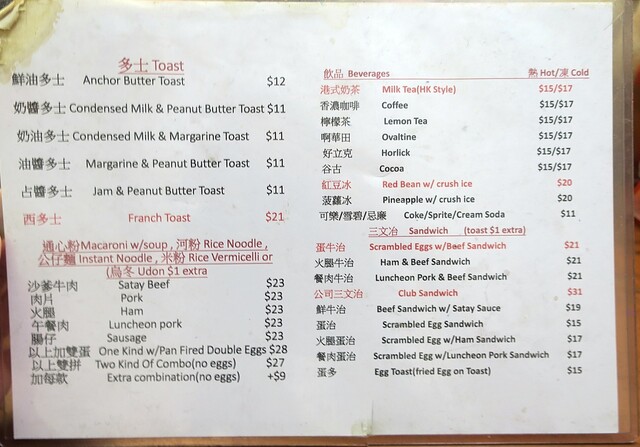 多士 Toast
鮮油多士 Anchor Butter Toast $12
奶醬多士 Condensed Milk & Peanut Butter Toast $11
奶油多士 Condensed Milk & Margarine Toast $11
油醬多士 Margarine & Peanut Butter Toast $11
占醬多士 Jam & Peanut Butter Toast $11
西多士 Franch Toast $21
通心粉Macaroni w/soup , 河粉 Rice Noodle ,
公仔麵 Instant Noodle , 米粉 Rice Vermicelli or
(烏冬 Udon $1 extra
沙爹牛肉 Satay Beef $23
肉片 Pork $23
火腿 Ham $23
午餐肉 Luncheon pork $23
腸仔 Sausage $23
以上加雙蛋 One Kind w/Pan Fired Double Eggs $28
以上雙拼 Two Kind Of Combo(no eggs) $27
加每款 Extra combination(no eggs) +$9
飲品 Beverages 熱 Hot/凍 Cold
港式奶茶 Milk Tea(HK Style) $15/$17
香濃咖啡 Coffee $15/$17
檸檬茶 Lemon Tea $15/$17
啊華田 Ovaltine $15/$17
好立克 Horlick $15/$17
谷古 Cocoa $15/$17
紅豆冰 Red Bean w/ crush ice $20
菠蘿冰 Pineapple w/ crush ice $20
可樂/雪碧/忌廉 Coke/Sprite/Cream Soda $11
三文冶 Sandwich (toast $1 extra)
蛋牛治 Scrambled Eggs w/Beef Sandwich $21
火腿牛治 Ham & Beef Sandwich $21
餐肉牛治 Luncheon Pork & Beef Sandwich $21
公司三文治 Club Sandwich $31
鮮牛治 Beef Sandwich w/ Satay Sauce $19
蛋治 Scrambled Egg Sandwich $15
火腿蛋治 Scrambled Egg w/Ham Sandwich $17
餐肉蛋治 Scrambled Egg w/Luncheon Pork Sandwich $17
蛋多 Egg Toast(fried Egg on Toast) $15